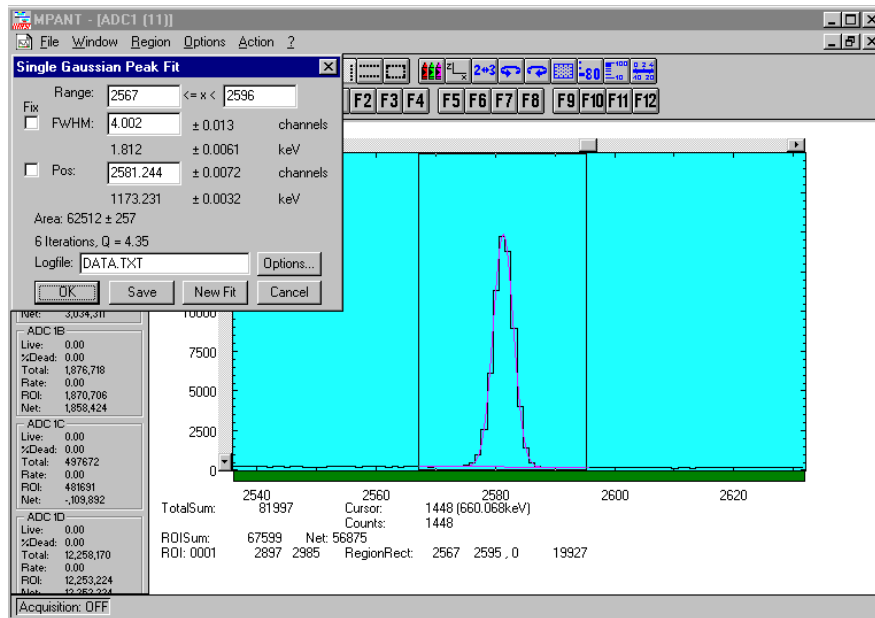 MPANT - [ADC1 (11)]
File Window Region Options Action ?
Single Gaussian Peak Fit
Range: 2567 <= x < 2596
Fix
FWHM: 4.002 ± 0.013 channels
1.812 ± 0.0061 keV
Pos: 2581.244 ± 0.0072 channels
1173.231 ± 0.0032 keV
Area: 62512 ± 257
6 Iterations, Q = 4.35
Logfile: DATA.TXT Options...
OK Save New Fit Cancel
F2 F3 F4 F5 F6 F7 F8 F9 F10 F11 F12
Net: 3,034,311
ADC 1B
Live: 0.00
%Dead: 0.00
Total: 1,876,718
Rate: 0.00
ROI: 1,870,706
Net: 1,858,424
ADC 1C
Live: 0.00
%Dead: 0.00
Total: 497672
Rate: 0.00
ROI: 481691
Net: -,109,892
ADC 1D
Live: 0.00
%Dead: 0.00
Total: 12,258,170
Rate: 0.00
ROI: 12,253,224
Net: 12,253,224
10000
7500
5000
2500
0
2540 2560 2580 2600 2620
TotalSum: 81997 Cursor: 1448 (660.068keV)
Counts: 1448
ROISum: 67599 Net: 56875
ROI: 0001 2897 2985 RegionRect: 2567 2595 , 0 19927
Acquisition: OFF